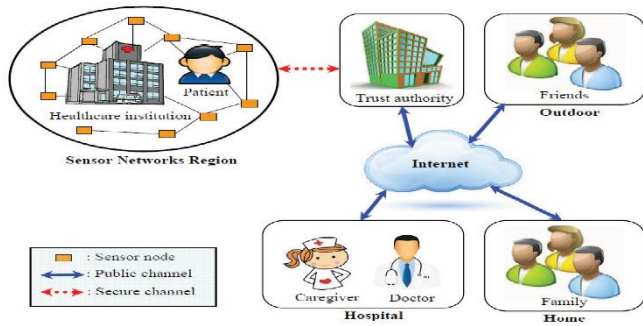 Patient
Healthcare institution
Sensor Networks Region
Trust authority
Friends
Outdoor
Internet
Caregiver
Doctor
Hospital
Family
Home
: Sensor node
: Public channel
: Secure channel